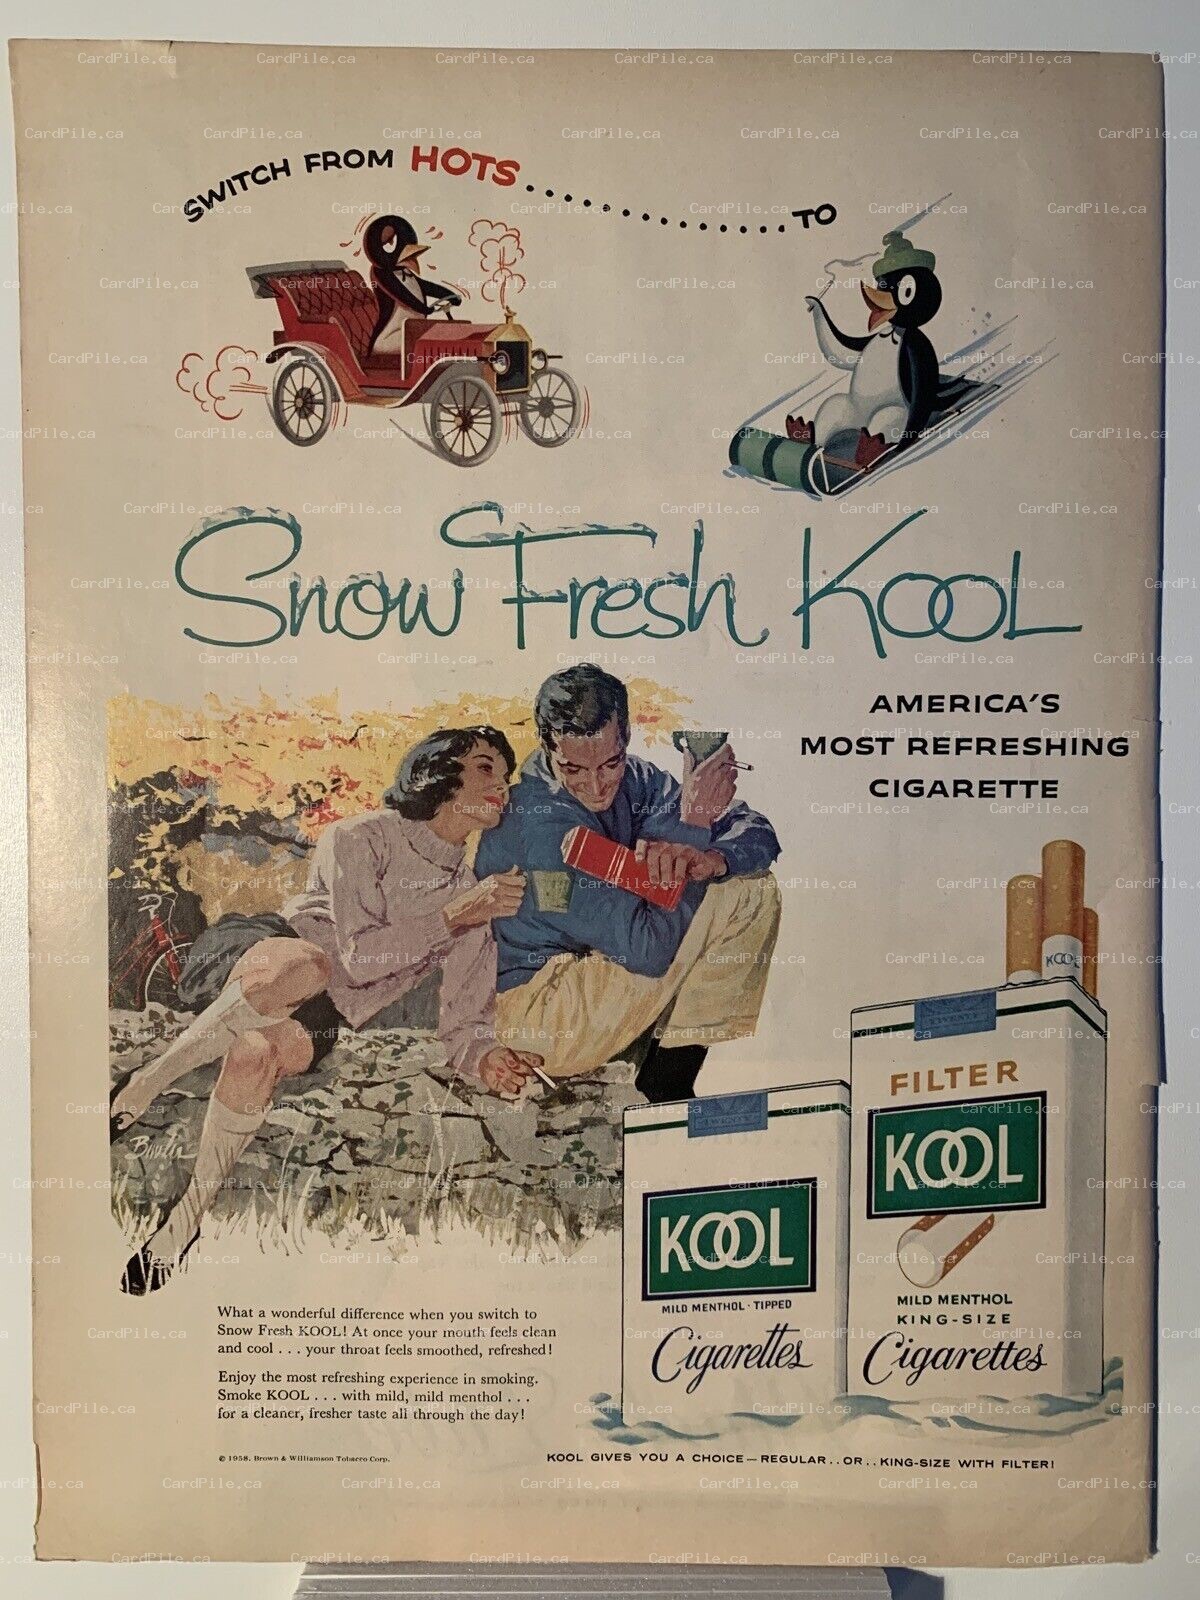 SWITCH FROM HOTS....................TO
Snow Fresh KOOL
AMERICA'S
MOST REFRESHING
CIGARETTE
KOOL
TWENTY
FILTER
KOOL
MILD MENTHOL
KING-SIZE
Cigarettes
KOOL
MILD MENTHOL · TIPPED
Cigarettes
What a wonderful difference when you switch to
Snow Fresh KOOL! At once your mouth feels clean
and cool . . . your throat feels smoothed, refreshed!
Enjoy the most refreshing experience in smoking.
Smoke KOOL . . . with mild, mild menthol . . .
for a cleaner, fresher taste all through the day!
© 1958, Brown & Williamson Tobacco Corp.
KOOL GIVES YOU A CHOICE—REGULAR..OR..KING-SIZE WITH FILTER!
CardPile.ca